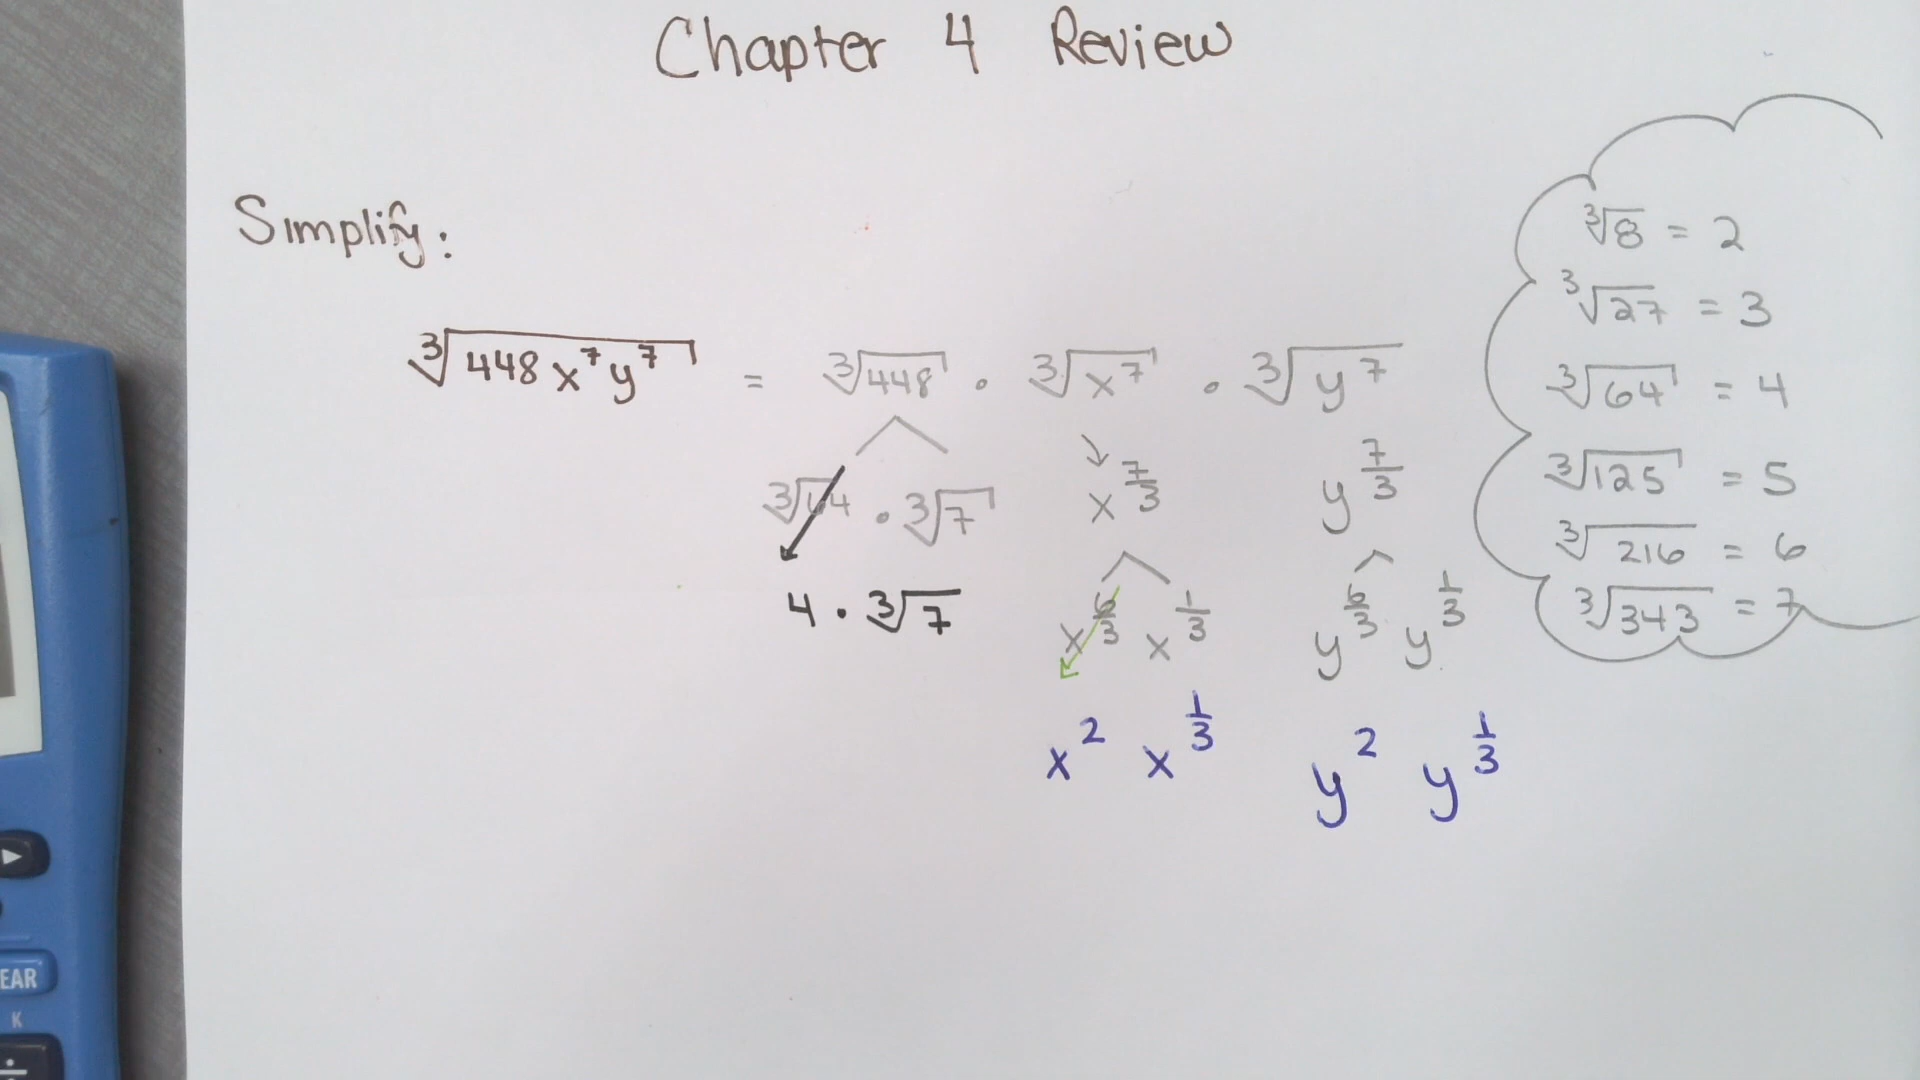 Chapter 4 Review
Simplify:
∛448x⁷y⁷ = ∛448 · ∛x⁷ · ∛y⁷
∛64 · ∛7 x^7/3 y^7/3
4 · ∛7 x^6/3 x^1/3 y^6/3 y^1/3
x² x^1/3 y² y^1/3
∛8 = 2
∛27 = 3
∛64 = 4
∛125 = 5
∛216 = 6
∛343 = 7
EAR
K
÷